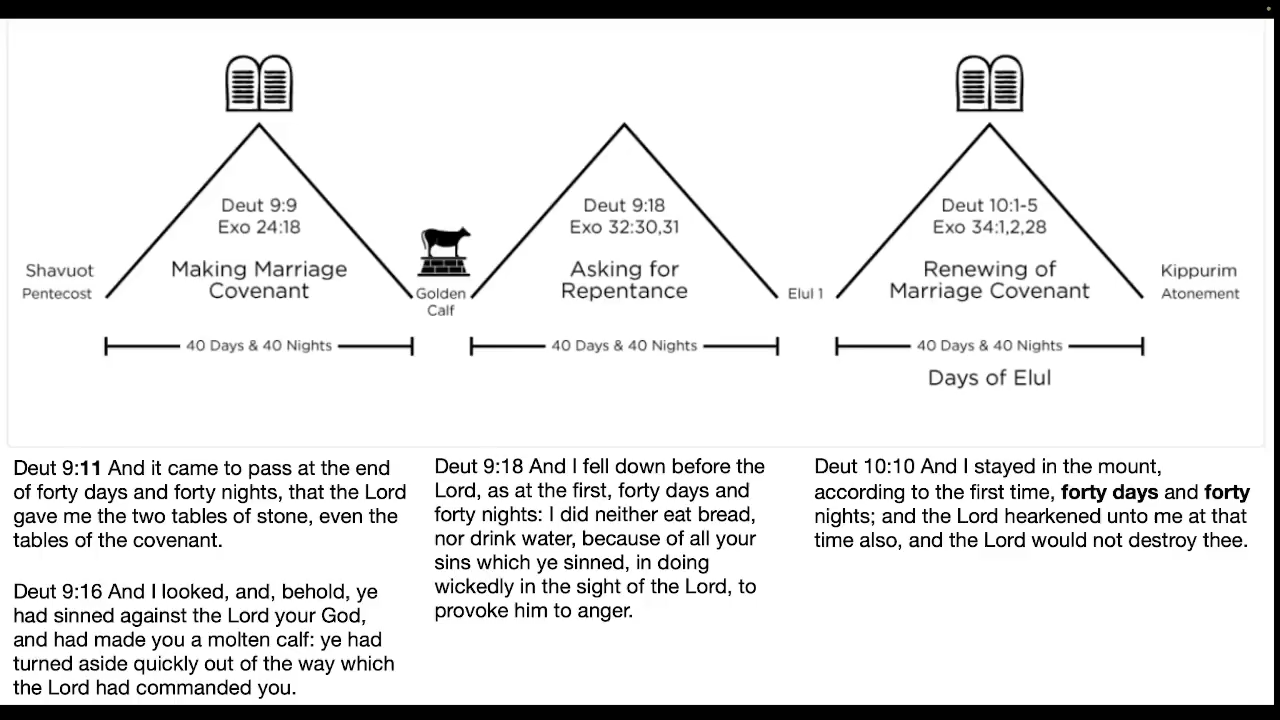 Deut 9:9
Exo 24:18
Making Marriage
Covenant
Shavuot
Pentecost
40 Days & 40 Nights
Golden
Calf
Deut 9:18
Exo 32:30,31
Asking for
Repentance
40 Days & 40 Nights
Elul 1
Deut 10:1-5
Exo 34:1,2,28
Renewing of
Marriage Covenant
40 Days & 40 Nights
Days of Elul
Kippurim
Atonement
Deut 9:11 And it came to pass at the end
of forty days and forty nights, that the Lord
gave me the two tables of stone, even the
tables of the covenant.
Deut 9:16 And I looked, and, behold, ye
had sinned against the Lord your God,
and had made you a molten calf: ye had
turned aside quickly out of the way which
the Lord had commanded you.
Deut 9:18 And I fell down before the
Lord, as at the first, forty days and
forty nights: I did neither eat bread,
nor drink water, because of all your
sins which ye sinned, in doing
wickedly in the sight of the Lord, to
provoke him to anger.
Deut 10:10 And I stayed in the mount,
according to the first time, forty days and forty
nights; and the Lord hearkened unto me at that
time also, and the Lord would not destroy thee.